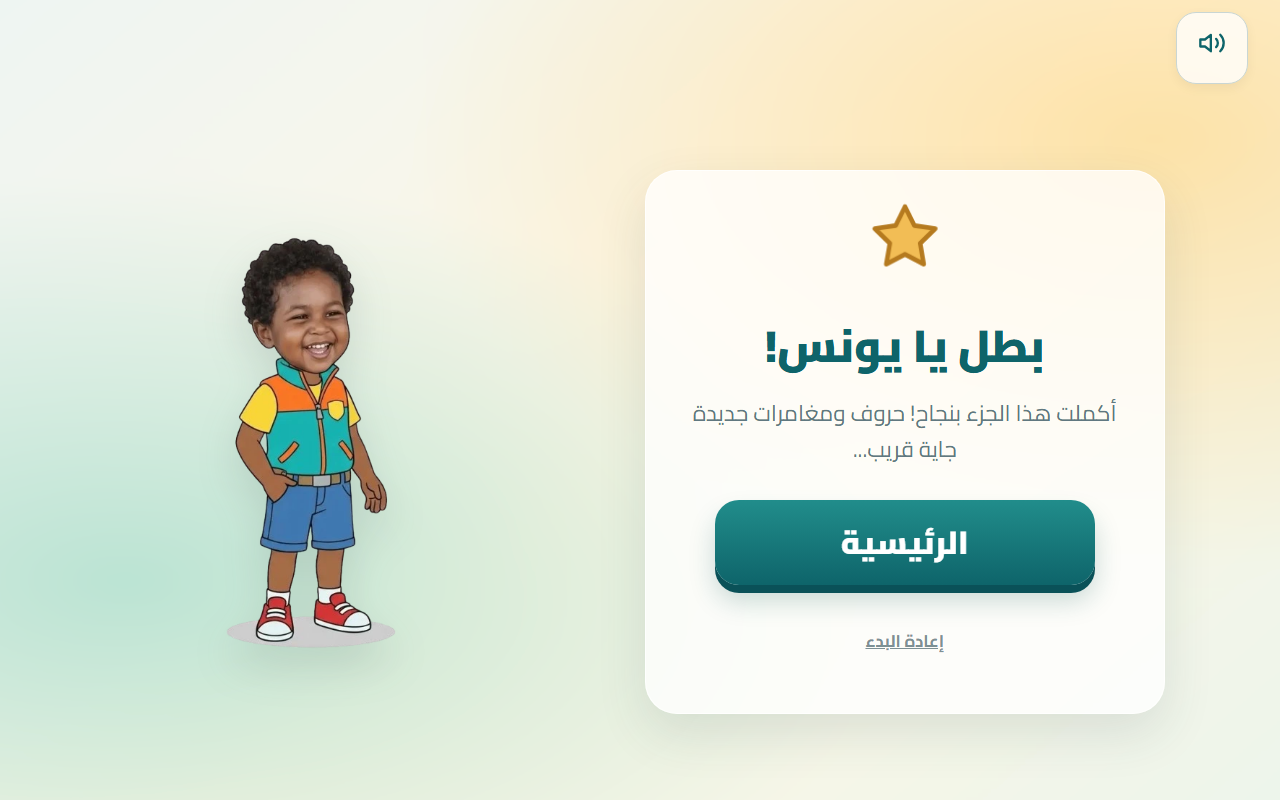 بطل يا يونس!
أكملت هذا الجزء بنجاح! حروف ومغامرات جديدة
جاية قريب...
الرئيسية
إعادة البدء